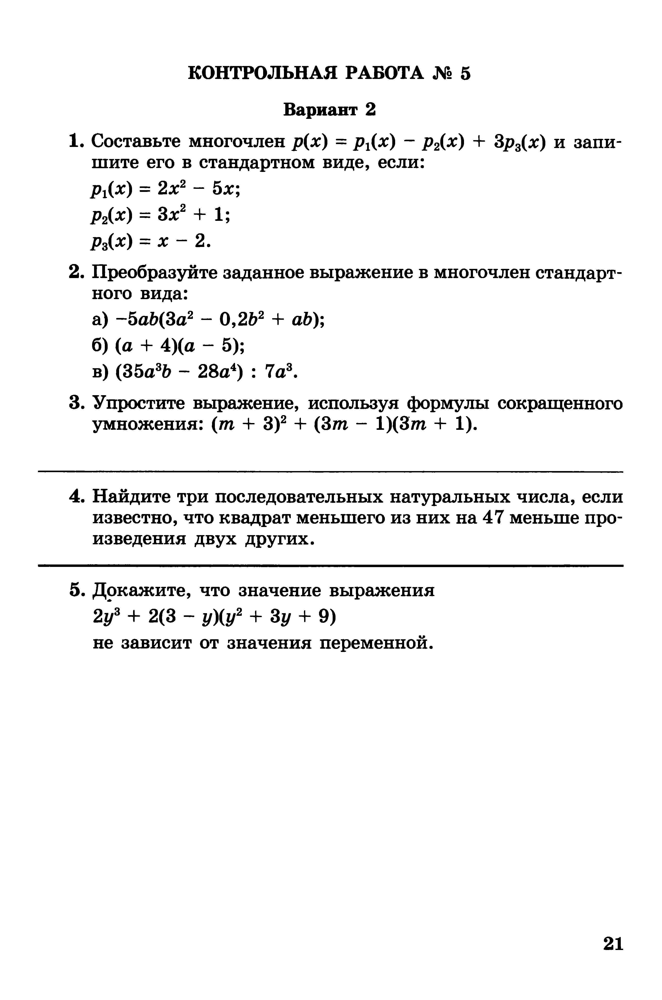 КОНТРОЛЬНАЯ РАБОТА № 5
Вариант 2
1. Составьте многочлен p(x) = p₁(x) − p₂(x) + 3p₃(x) и запи-
шите его в стандартном виде, если:
p₁(x) = 2x² − 5x;
p₂(x) = 3x² + 1;
p₃(x) = x − 2.
2. Преобразуйте заданное выражение в многочлен стандарт-
ного вида:
а) −5ab(3a² − 0,2b² + ab);
б) (a + 4)(a − 5);
в) (35a³b − 28a⁴) : 7a³.
3. Упростите выражение, используя формулы сокращенного
умножения: (m + 3)² + (3m − 1)(3m + 1).
4. Найдите три последовательных натуральных числа, если
известно, что квадрат меньшего из них на 47 меньше про-
изведения двух других.
5. Докажите, что значение выражения
2y³ + 2(3 − y)(y² + 3y + 9)
не зависит от значения переменной.
21